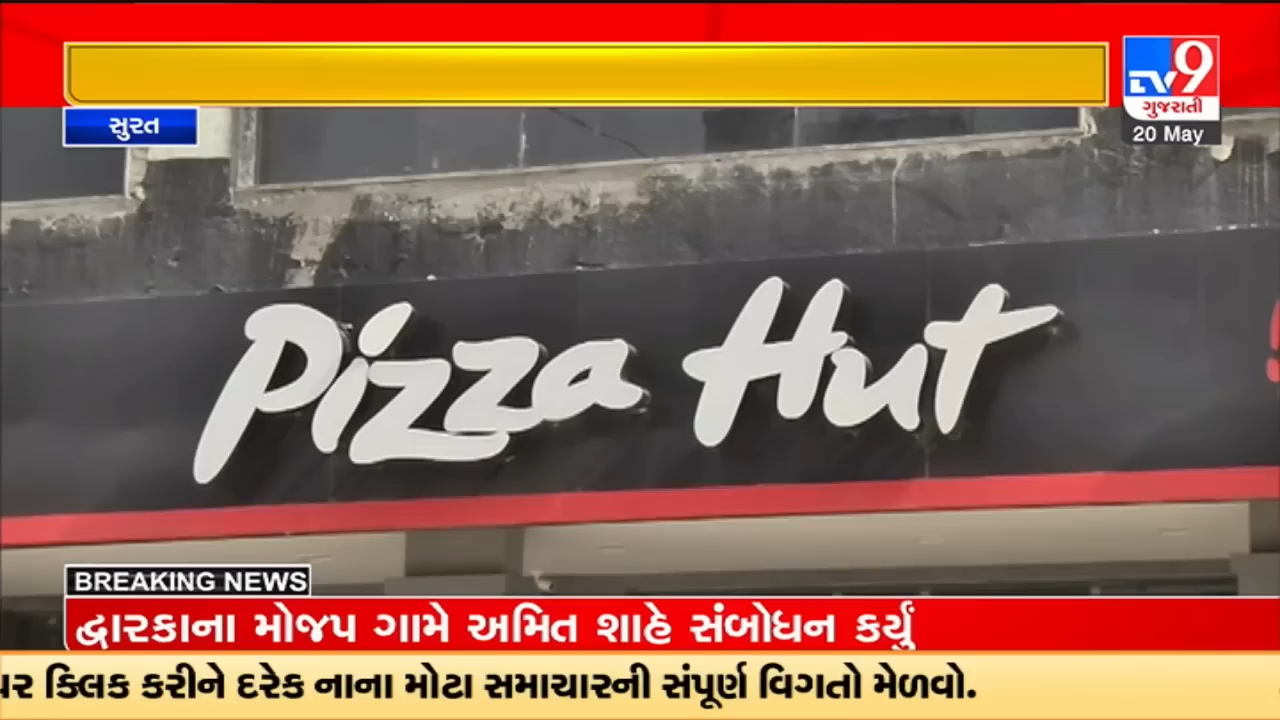 TV9
ગુજરાતી
20 May
સુરત
Pizza Hut
BREAKING NEWS
દ્વારકાના મોજપ ગામે અમિત શાહે સંબોધન કર્યું
પર ક્લિક કરીને દરેક નાના મોટા સમાચારની સંપૂર્ણ વિગતો મેળવો.